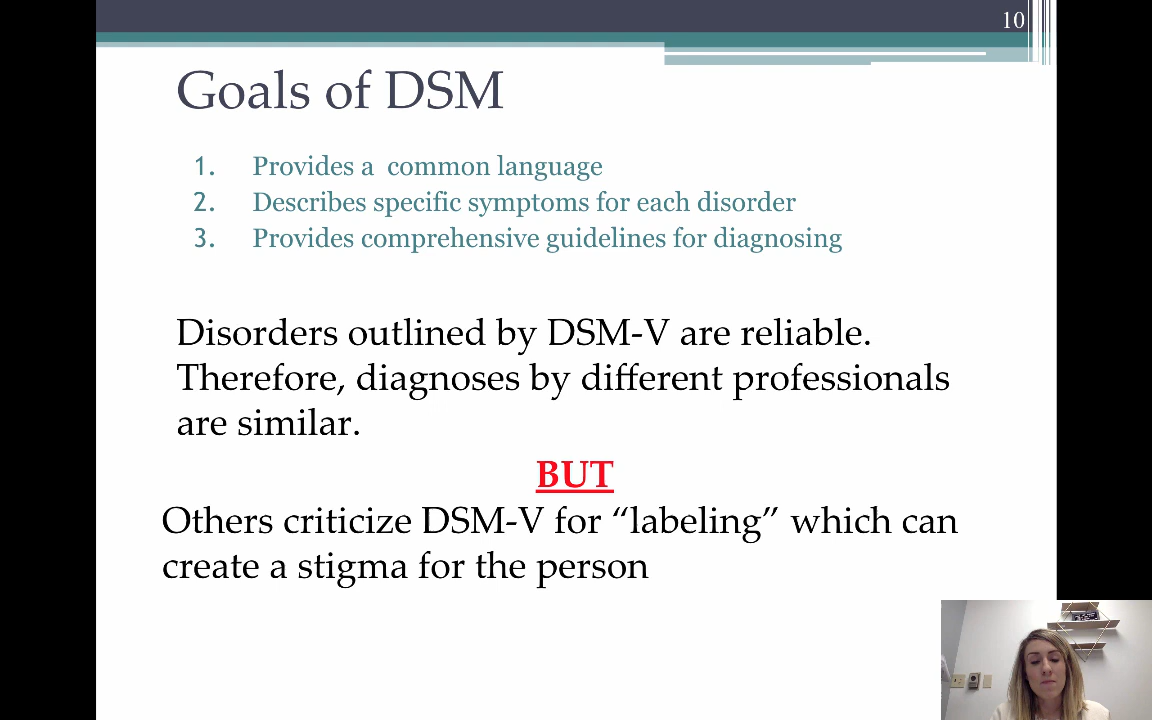 10
Goals of DSM
1. Provides a common language
2. Describes specific symptoms for each disorder
3. Provides comprehensive guidelines for diagnosing
Disorders outlined by DSM-V are reliable.
Therefore, diagnoses by different professionals
are similar.
BUT
Others criticize DSM-V for “labeling” which can
create a stigma for the person